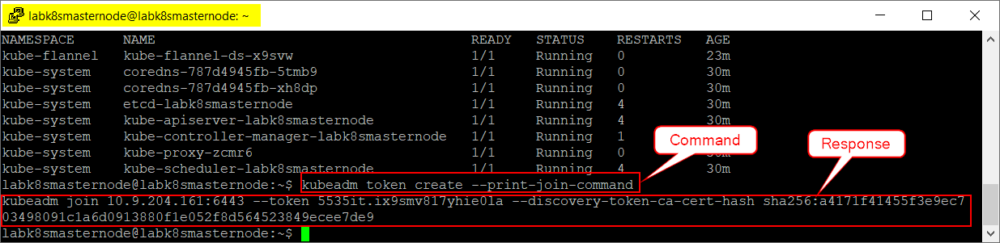 labk8smasternode@labk8smasternode: ~
NAMESPACE NAME READY STATUS RESTARTS AGE
kube-flannel kube-flannel-ds-x9svw 1/1 Running 0 23m
kube-system coredns-787d4945fb-5tmb9 1/1 Running 0 30m
kube-system coredns-787d4945fb-xh8dp 1/1 Running 0 30m
kube-system etcd-labk8smasternode 1/1 Running 4 30m
kube-system kube-apiserver-labk8smasternode 1/1 Running 4 30m
kube-system kube-controller-manager-labk8smasternode 1/1 Running 1
kube-system kube-proxy-zcmr6 1/1 Running 0
kube-system kube-scheduler-labk8smasternode 1/1 Running 4 30m
Command
Response
labk8smasternode@labk8smasternode:~$ kubeadm token create --print-join-command
kubeadm join 10.9.204.161:6443 --token 5535it.ix9smv817yhie0la --discovery-token-ca-cert-hash sha256:a4171f41455f3e9ec7
03498091c1a6d0913880f1e052f8d564523849ecee7de9
labk8smasternode@labk8smasternode:~$